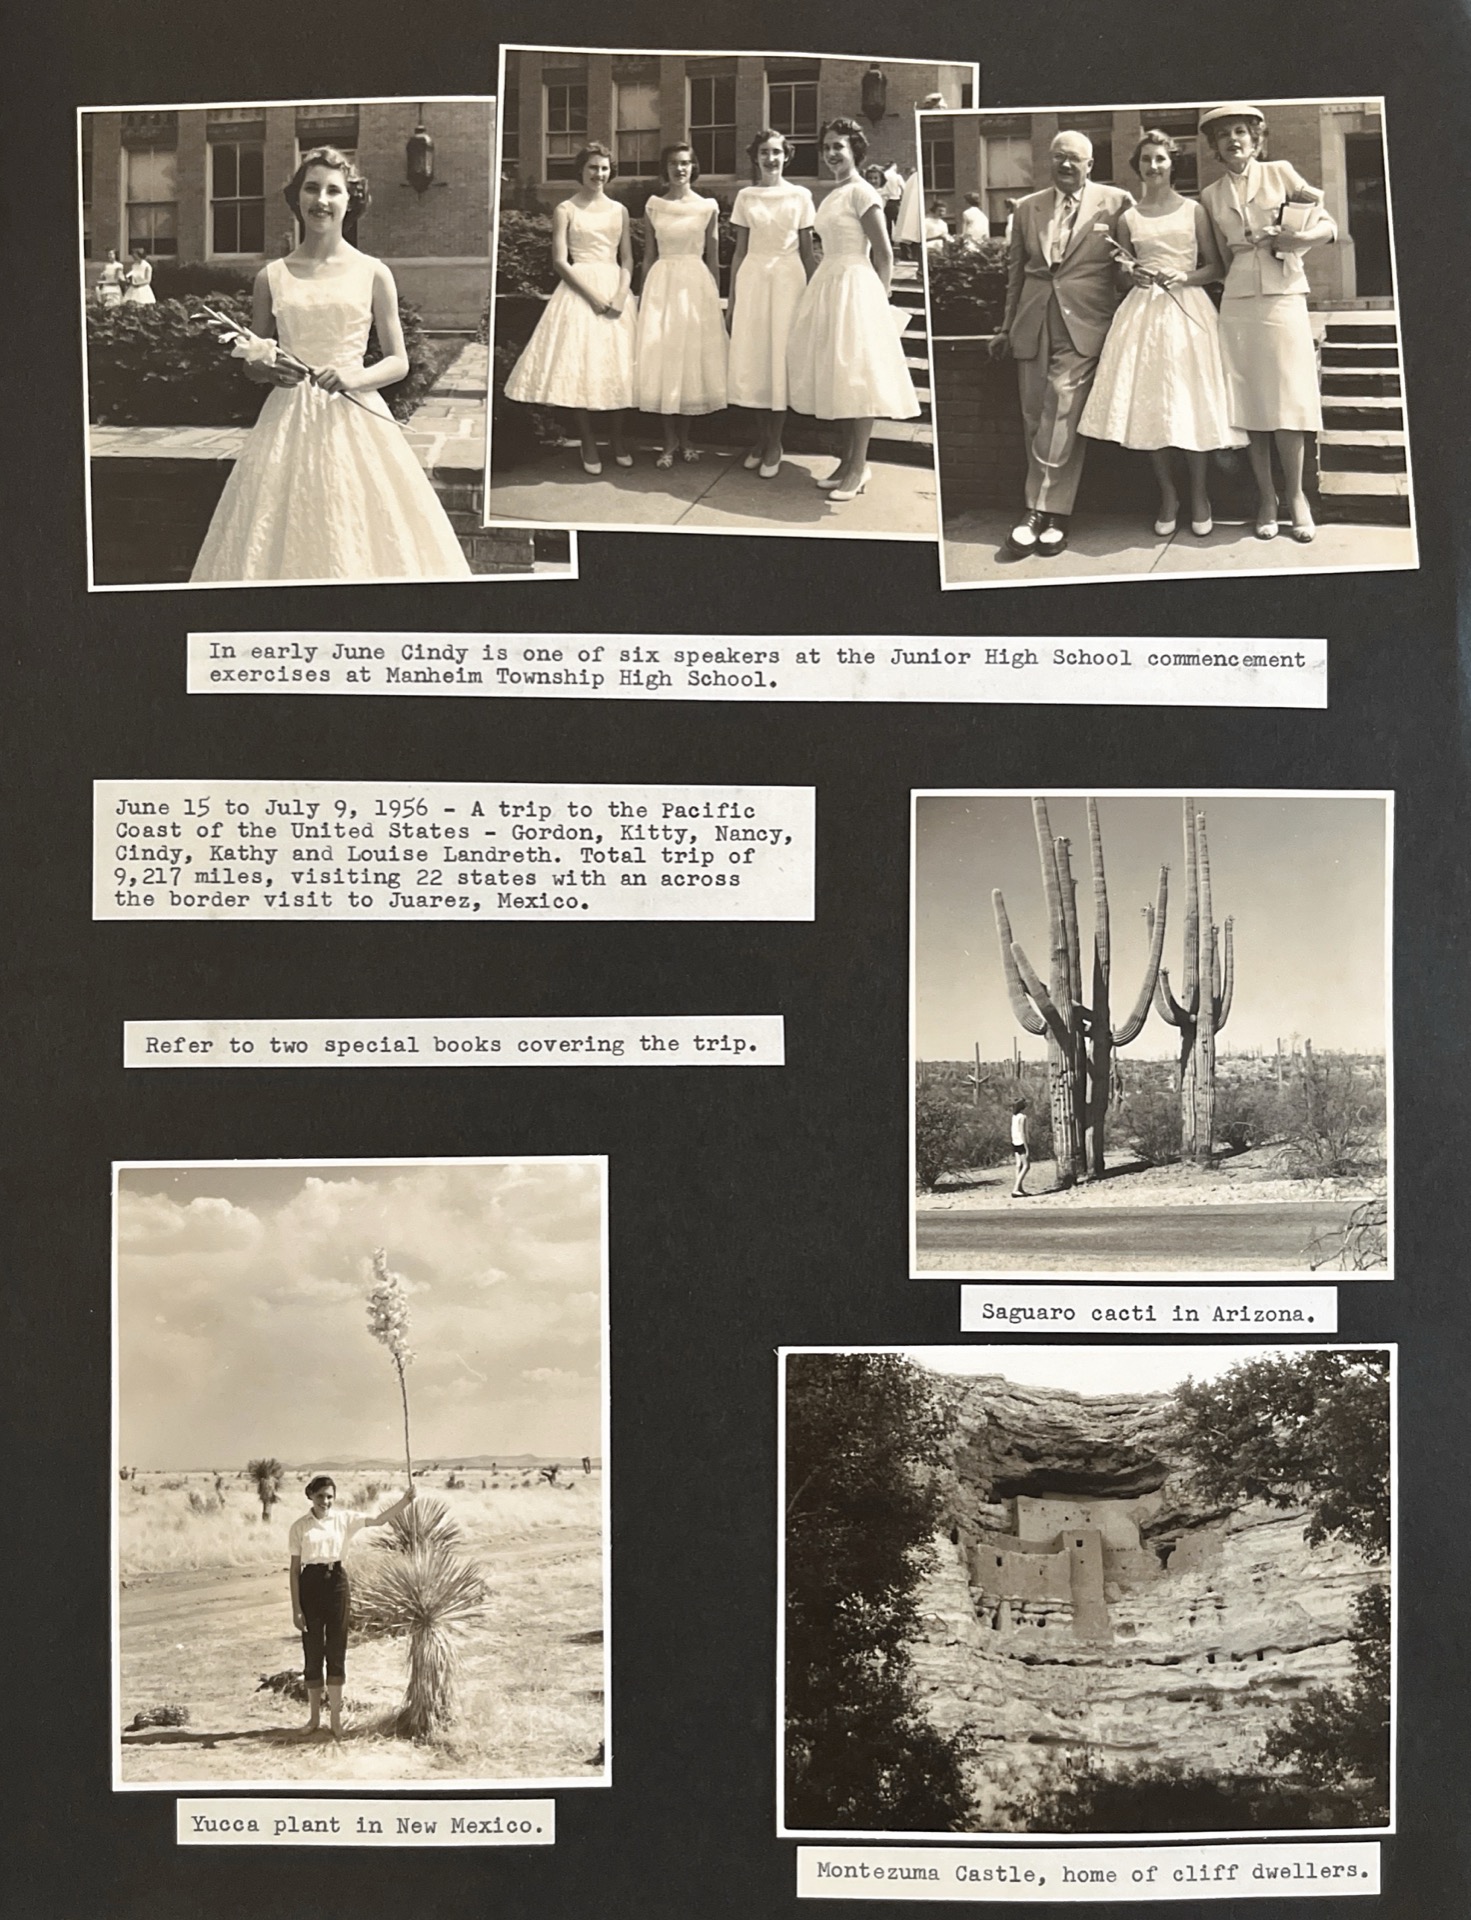 In early June Cindy is one of six speakers at the Junior High School commencement
exercises at Manheim Township High School.
June 15 to July 9, 1956 - A trip to the Pacific
Coast of the United States - Gordon, Kitty, Nancy,
Cindy, Kathy and Louise Landreth. Total trip of
9,217 miles, visiting 22 states with an across
the border visit to Juarez, Mexico.
Refer to two special books covering the trip.
Saguaro cacti in Arizona.
Yucca plant in New Mexico.
Montezuma Castle, home of cliff dwellers.